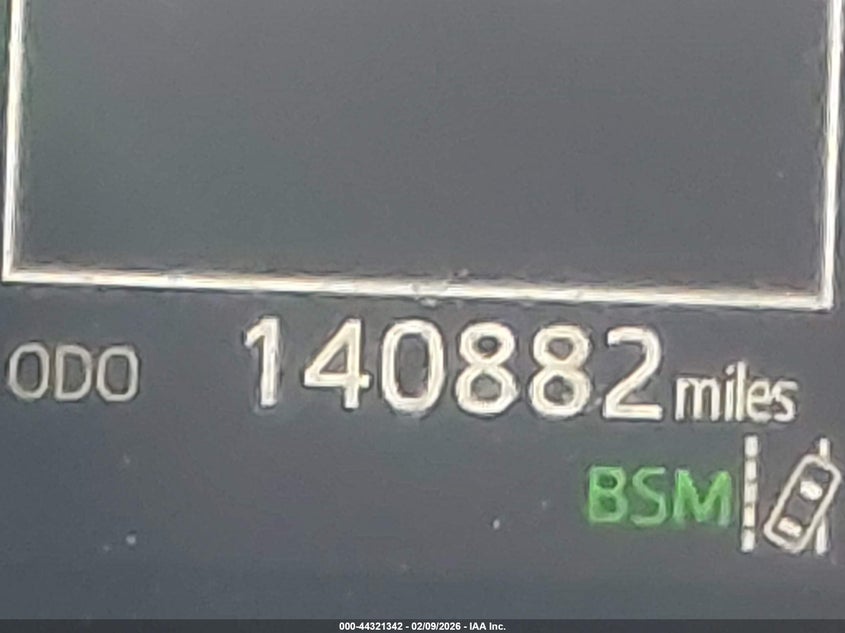 ODO 140882 miles
BSM
000-44321342 - 02/09/2026 - IAA Inc.